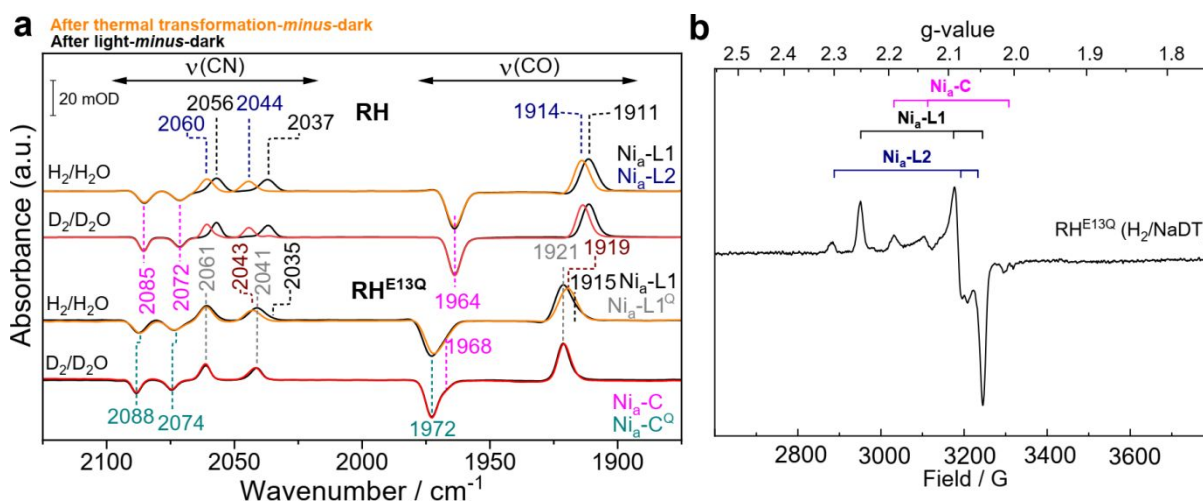 a
After thermal transformation-minus-dark
After light-minus-dark
ν(CN)
ν(CO)
20 mOD
2056
2044
2060
2037
RH
1914
1911
H₂/H₂O
Niₐ-L1
Niₐ-L2
D₂/D₂O
2085
2072
2061
2043
2041
2035
1964
1921
1919
RHᴱ¹³Q
1915
Niₐ-L1
Niₐ-L1Q
H₂/H₂O
1968
D₂/D₂O
2088
2074
1972
Niₐ-C
Niₐ-CQ
Absorbance (a.u.)
2100
2050
2000
1950
1900
Wavenumber / cm⁻¹
b
g-value
2.5
2.4
2.3
2.2
2.1
2.0
1.9
1.8
Niₐ-C
Niₐ-L1
Niₐ-L2
RHᴱ¹³Q (H₂/NaDT
2800
3000
3200
3400
3600
Field / G